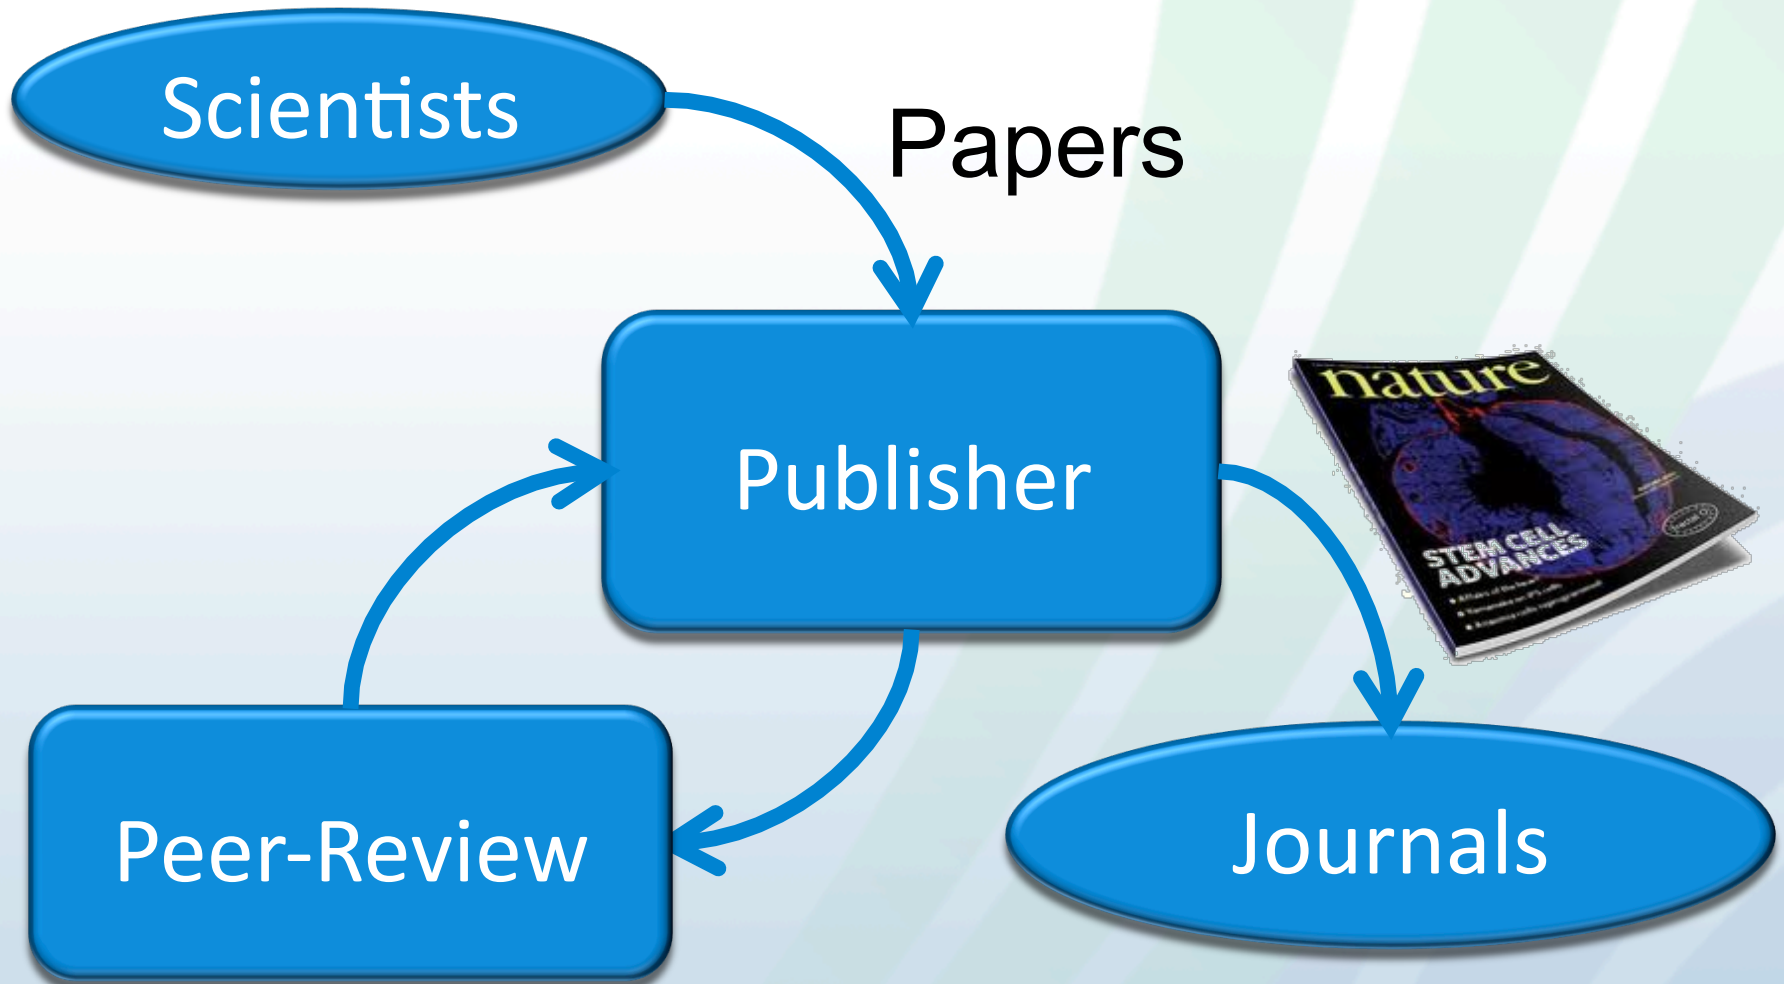 Scientists
Papers
Publisher
nature
STEM CELL
ADVANCES
Peer-Review
Journals